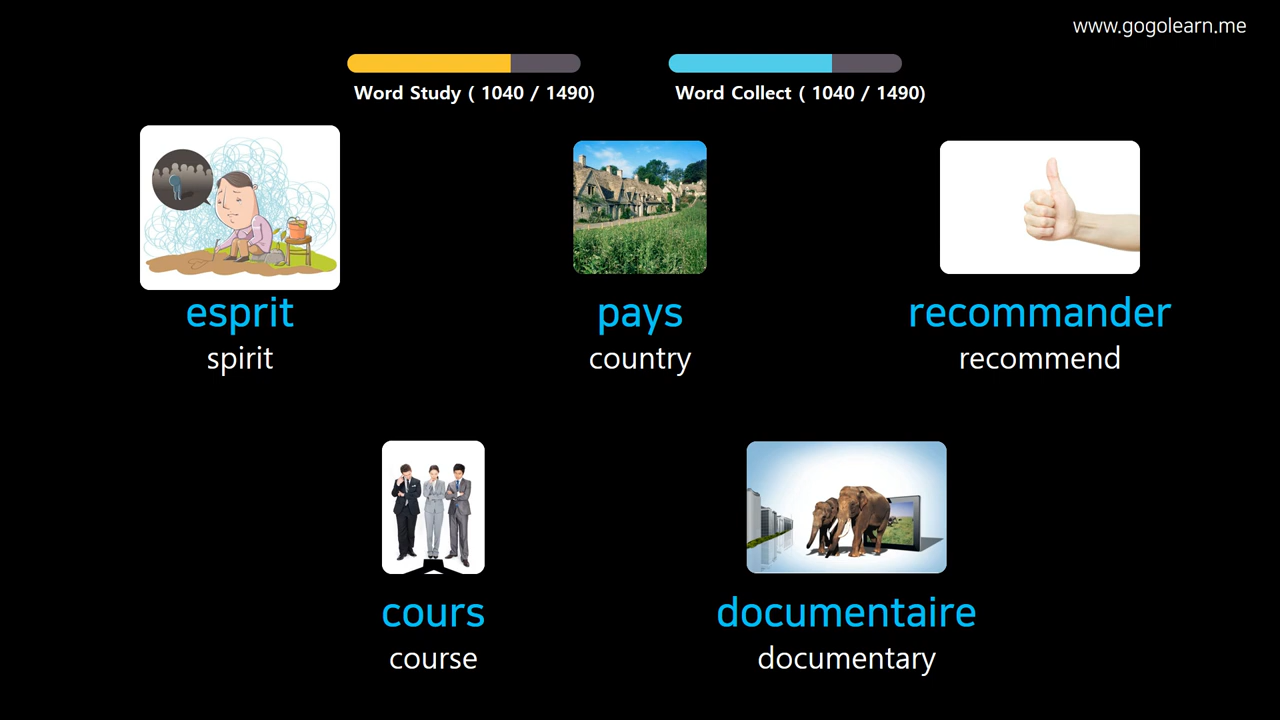 www.gogolearn.me
Word Study ( 1040 / 1490)
Word Collect ( 1040 / 1490)
esprit
spirit
pays
country
recommander
recommend
cours
course
documentaire
documentary